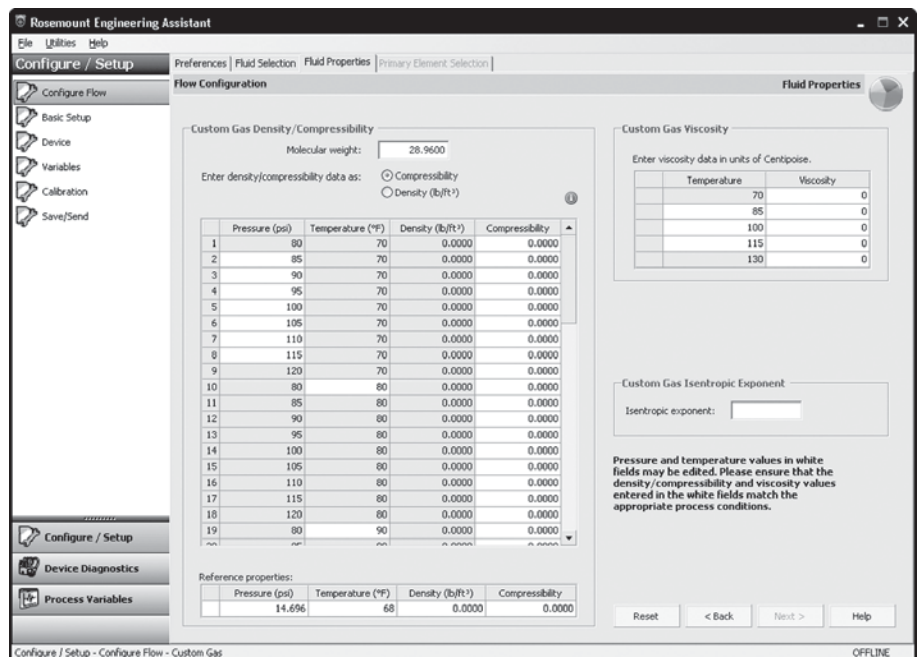 Rosemount Engineering Assistant
File Utilities Help
Configure / Setup
Preferences Fluid Selection Fluid Properties Primary Element Selection
Configure Flow
Basic Setup
Device
Variables
Calibration
Save/Send
Flow Configuration Fluid Properties
Custom Gas Density/Compressibility
Molecular weight: 28.9600
Enter density/compressibility data as: Compressibility
Density (lb/ft³)
Pressure (psi) Temperature (°F) Density (lb/ft³) Compressibility
1 80 70 0.0000 0.0000
2 85 70 0.0000 0.0000
3 90 70 0.0000 0.0000
4 95 70 0.0000 0.0000
5 100 70 0.0000 0.0000
6 105 70 0.0000 0.0000
7 110 70 0.0000 0.0000
8 115 70 0.0000 0.0000
9 120 70 0.0000 0.0000
10 80 80 0.0000 0.0000
11 85 80 0.0000 0.0000
12 90 80 0.0000 0.0000
13 95 80 0.0000 0.0000
14 100 80 0.0000 0.0000
15 105 80 0.0000 0.0000
16 110 80 0.0000 0.0000
17 115 80 0.0000 0.0000
18 120 80 0.0000 0.0000
19 80 90 0.0000 0.0000
Reference properties:
Pressure (psi) Temperature (°F) Density (lb/ft³) Compressibility
14.696 68 0.0000 0.0000
Custom Gas Viscosity
Enter viscosity data in units of Centipoise.
Temperature Viscosity
70 0
85 0
100 0
115 0
130 0
Custom Gas Isentropic Exponent
Isentropic exponent:
Pressure and temperature values in white
fields may be edited. Please ensure that the
density/compressibility and viscosity values
entered in the white fields match the
appropriate process conditions.
Configure / Setup
Device Diagnostics
Process Variables
Reset < Back Next > Help
Configure / Setup - Configure Flow - Custom Gas OFFLINE